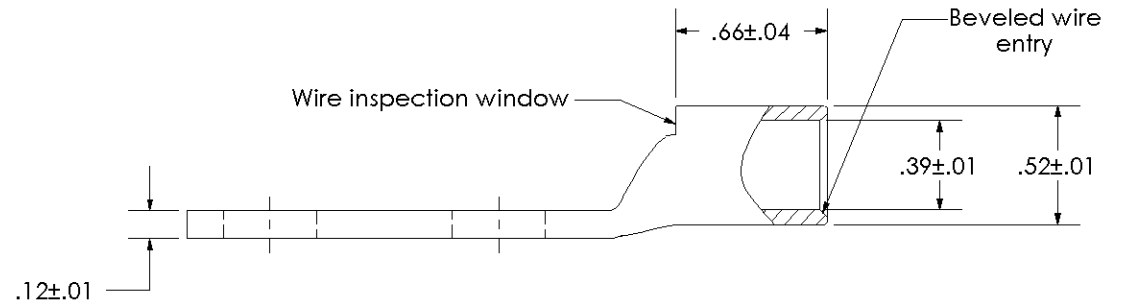 Beveled wire
entry
.66±.04
Wire inspection window
.39±.01
.52±.01
.12±.01